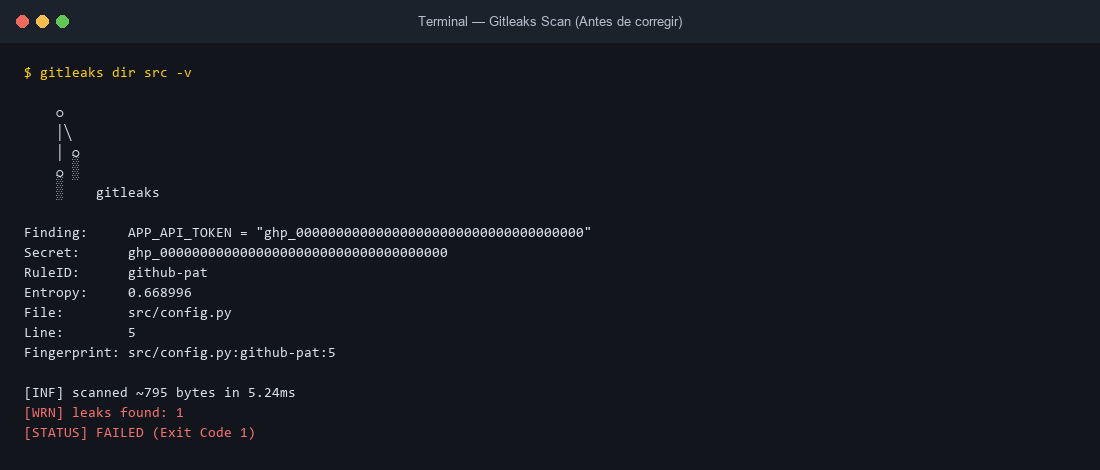 Terminal — Gitleaks Scan (Antes de corregir)
$ gitleaks dir src -v
gitleaks
Finding: APP_API_TOKEN = "ghp_000000000000000000000000000000000000"
Secret: ghp_000000000000000000000000000000000000
RuleID: github-pat
Entropy: 0.668996
File: src/config.py
Line: 5
Fingerprint: src/config.py:github-pat:5
[INF] scanned ~795 bytes in 5.24ms
[WRN] leaks found: 1
[STATUS] FAILED (Exit Code 1)